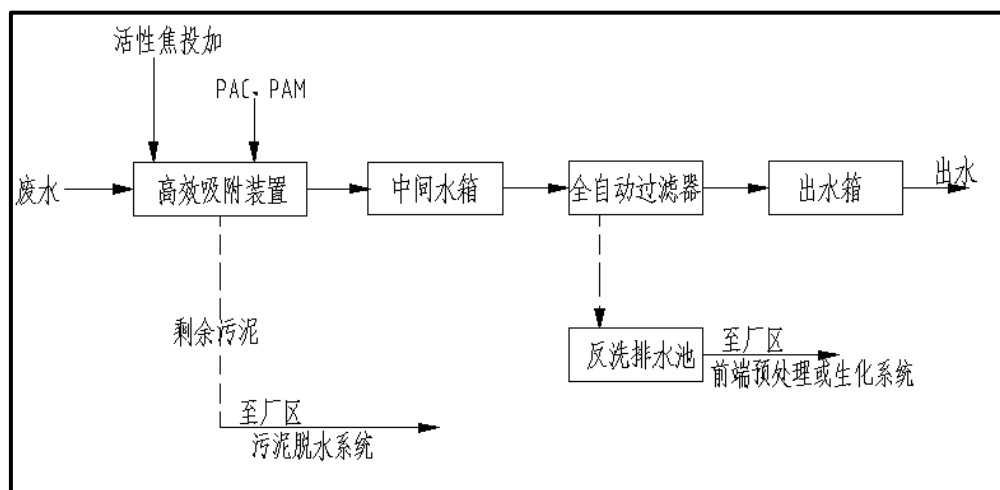 活性焦投加
PAC、PAM
废水
高效吸附装置
中间水箱
全自动过滤器
出水箱
出水
剩余污泥
反洗排水池
至厂区
前端预处理或生化系统
至厂区
污泥脱水系统